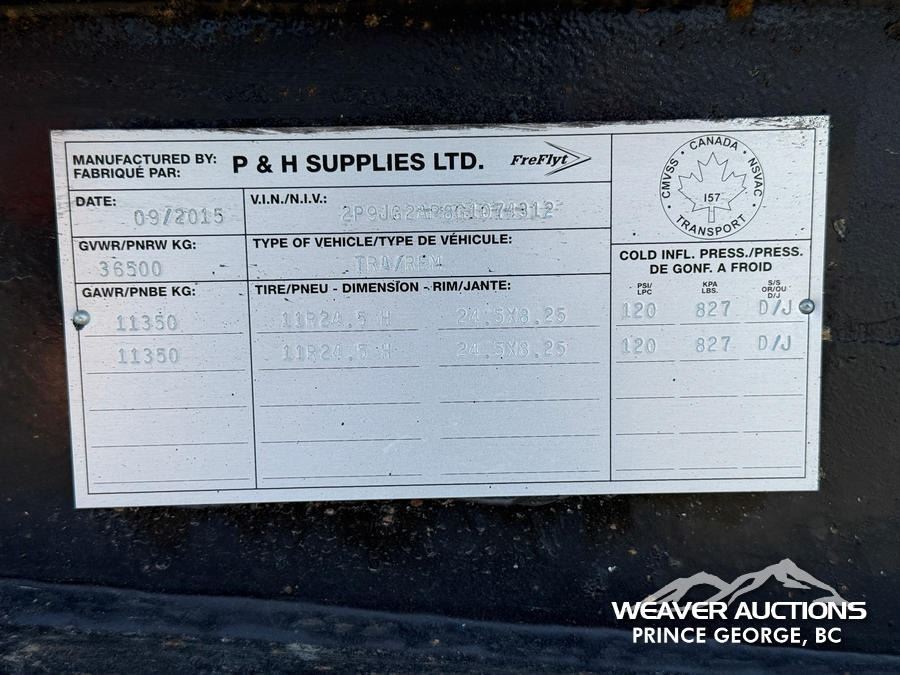 MANUFACTURED BY:
FABRIQUÉ PAR:
P & H SUPPLIES LTD.
FreFlyt
DATE:
09/2015
V.I.N./N.I.V.:
GVWR/PNRW KG:
36500
TYPE OF VEHICLE/TYPE DE VÉHICULE:
TRA/REM
GAWR/PNBE KG:
TIRE/PNEU - DIMENSION - RIM/JANTE:
11350 11R24.5 H 24.5X8.25
11350 11R24.5 H 24.5X8.25
CANADA
CMVSS • NSVAC
157
TRANSPORT
COLD INFL. PRESS./PRESS.
DE GONF. A FROID
PSI/
LPC
KPA
LBS.
S/S
OR/OU
D/J
120 827 D/J
120 827 D/J
WEAVER AUCTIONS
PRINCE GEORGE, BC